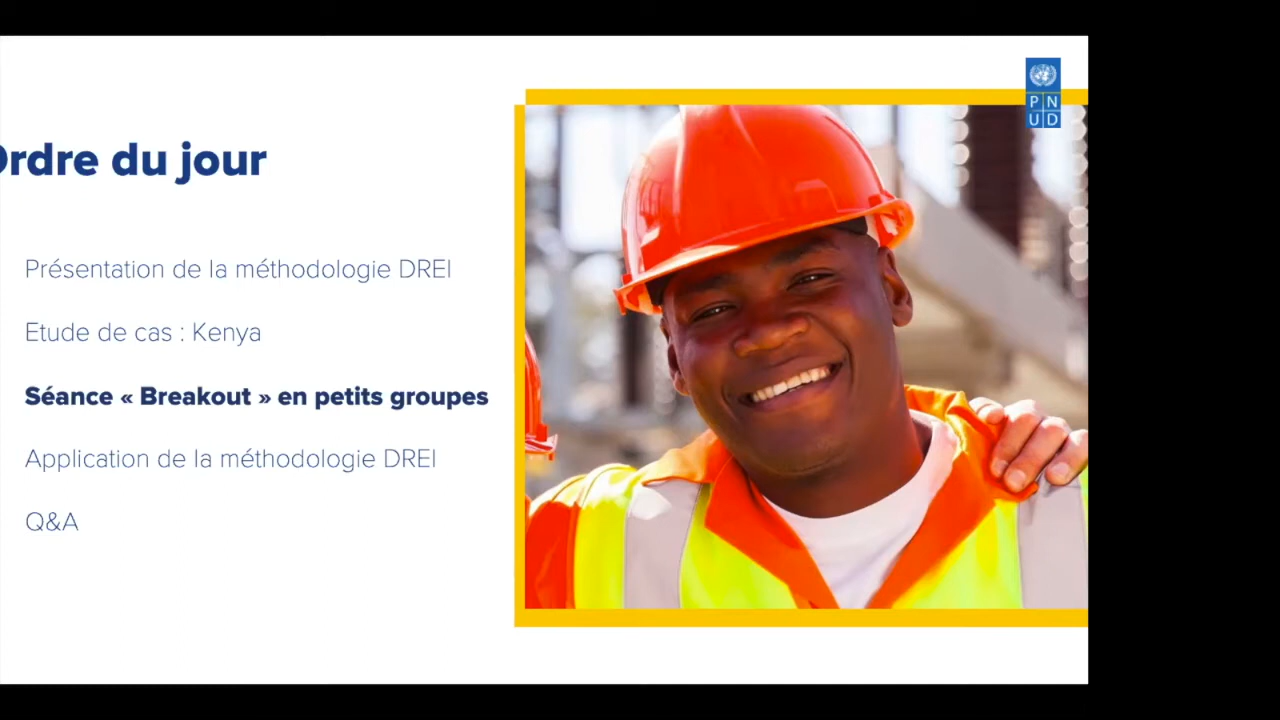 Ordre du jour
Présentation de la méthodologie DREI
Etude de cas : Kenya
Séance « Breakout » en petits groupes
Application de la méthodologie DREI
Q&A
P N
U D